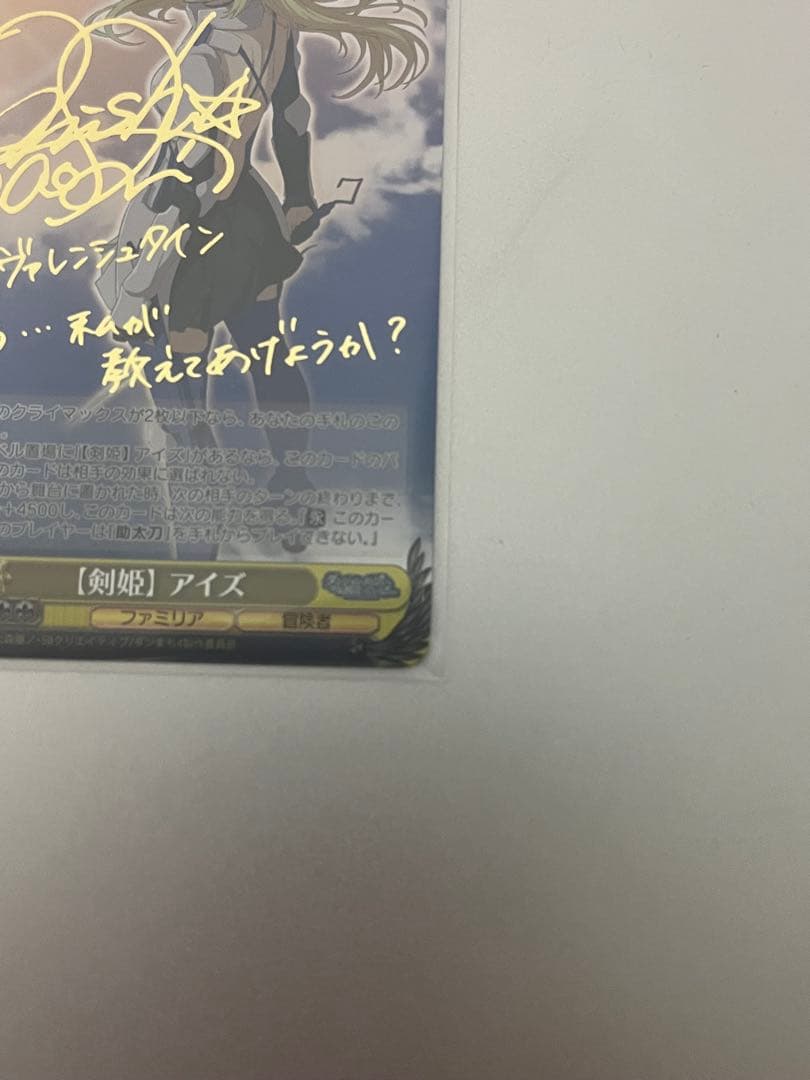 ヴァレンシュタイン
…私が
教えてあげようか?
のクライマックスが2枚以下なら、あなたの手札のこの
ベル置場に「【剣姫】アイズ」があるなら、このカードのパ
のカードは相手の効果に選ばれない。
から舞台に置かれた時、次の相手のターンの終わりまで、
+4500し、このカードは次の能力を得る。『永 このカー
のプレイヤーは「助太刀」を手札からプレイできない。』
【剣姫】アイズ
ファミリア 冒険者